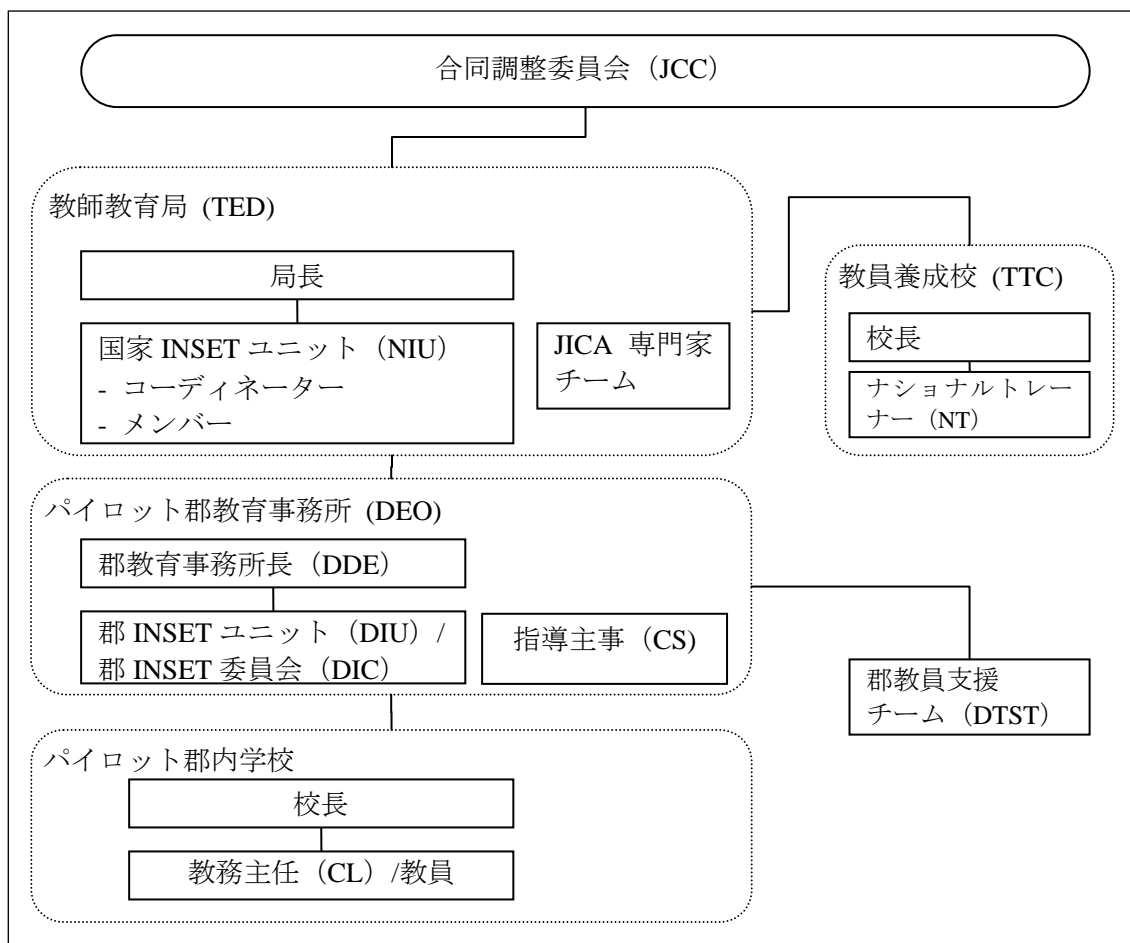 合同調整委員会（JCC）
教師教育局 (TED)
局長
国家 INSET ユニット（NIU）
- コーディネーター
- メンバー
JICA 専門家
チーム
教員養成校 (TTC)
校長
ナショナルトレー
ナー（NT）
パイロット郡教育事務所 (DEO)
郡教育事務所長（DDE）
郡 INSET ユニット（DIU）/
郡 INSET 委員会（DIC）
指導主事（CS)
郡教員支援
チーム（DTST）
パイロット郡内学校
校長
教務主任（CL）/教員